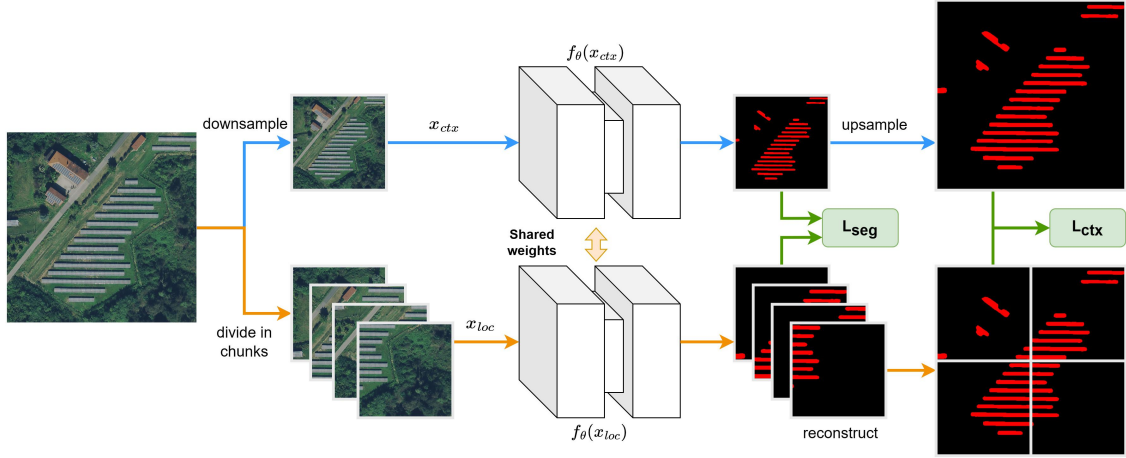 f_θ(x_ctx)
downsample
x_ctx
upsample
Shared
weights
L_seg
L_ctx
divide in
chunks
x_loc
f_θ(x_loc)
reconstruct